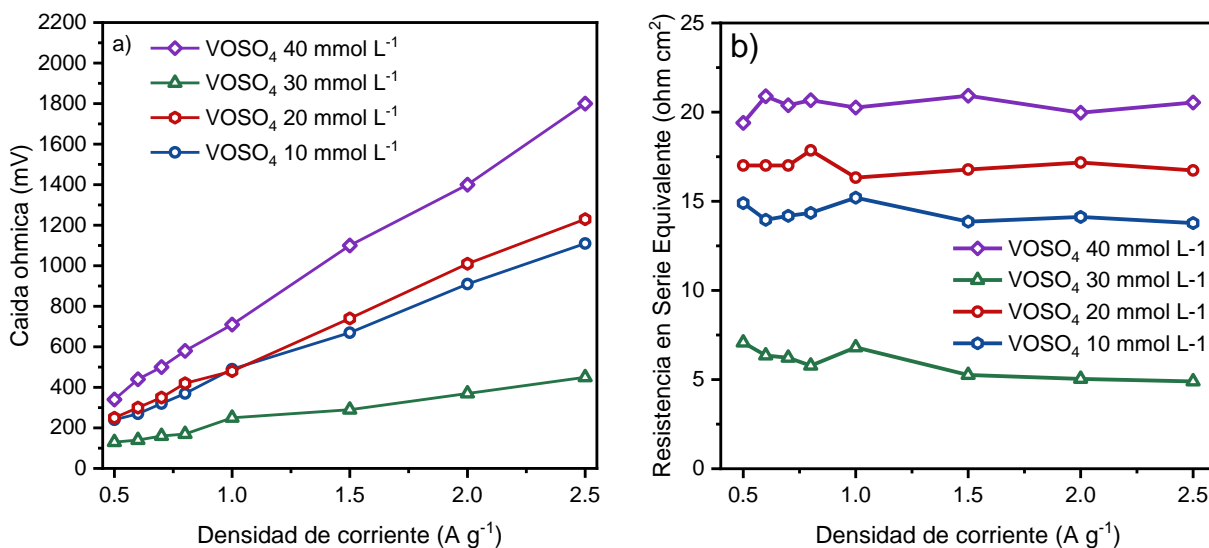 a)
VOSO₄ 40 mmol L⁻¹
VOSO₄ 30 mmol L⁻¹
VOSO₄ 20 mmol L⁻¹
VOSO₄ 10 mmol L⁻¹
Caida ohmica (mV)
2200
2000
1800
1600
1400
1200
1000
800
600
400
200
0
0.5
1.0
1.5
2.0
2.5
Densidad de corriente (A g⁻¹)
b)
Resistencia en Serie Equivalente (ohm cm²)
25
20
15
10
5
0
VOSO₄ 40 mmol L-1
VOSO₄ 30 mmol L-1
VOSO₄ 20 mmol L-1
VOSO₄ 10 mmol L-1
0.5
1.0
1.5
2.0
2.5
Densidad de corriente (A g⁻¹)